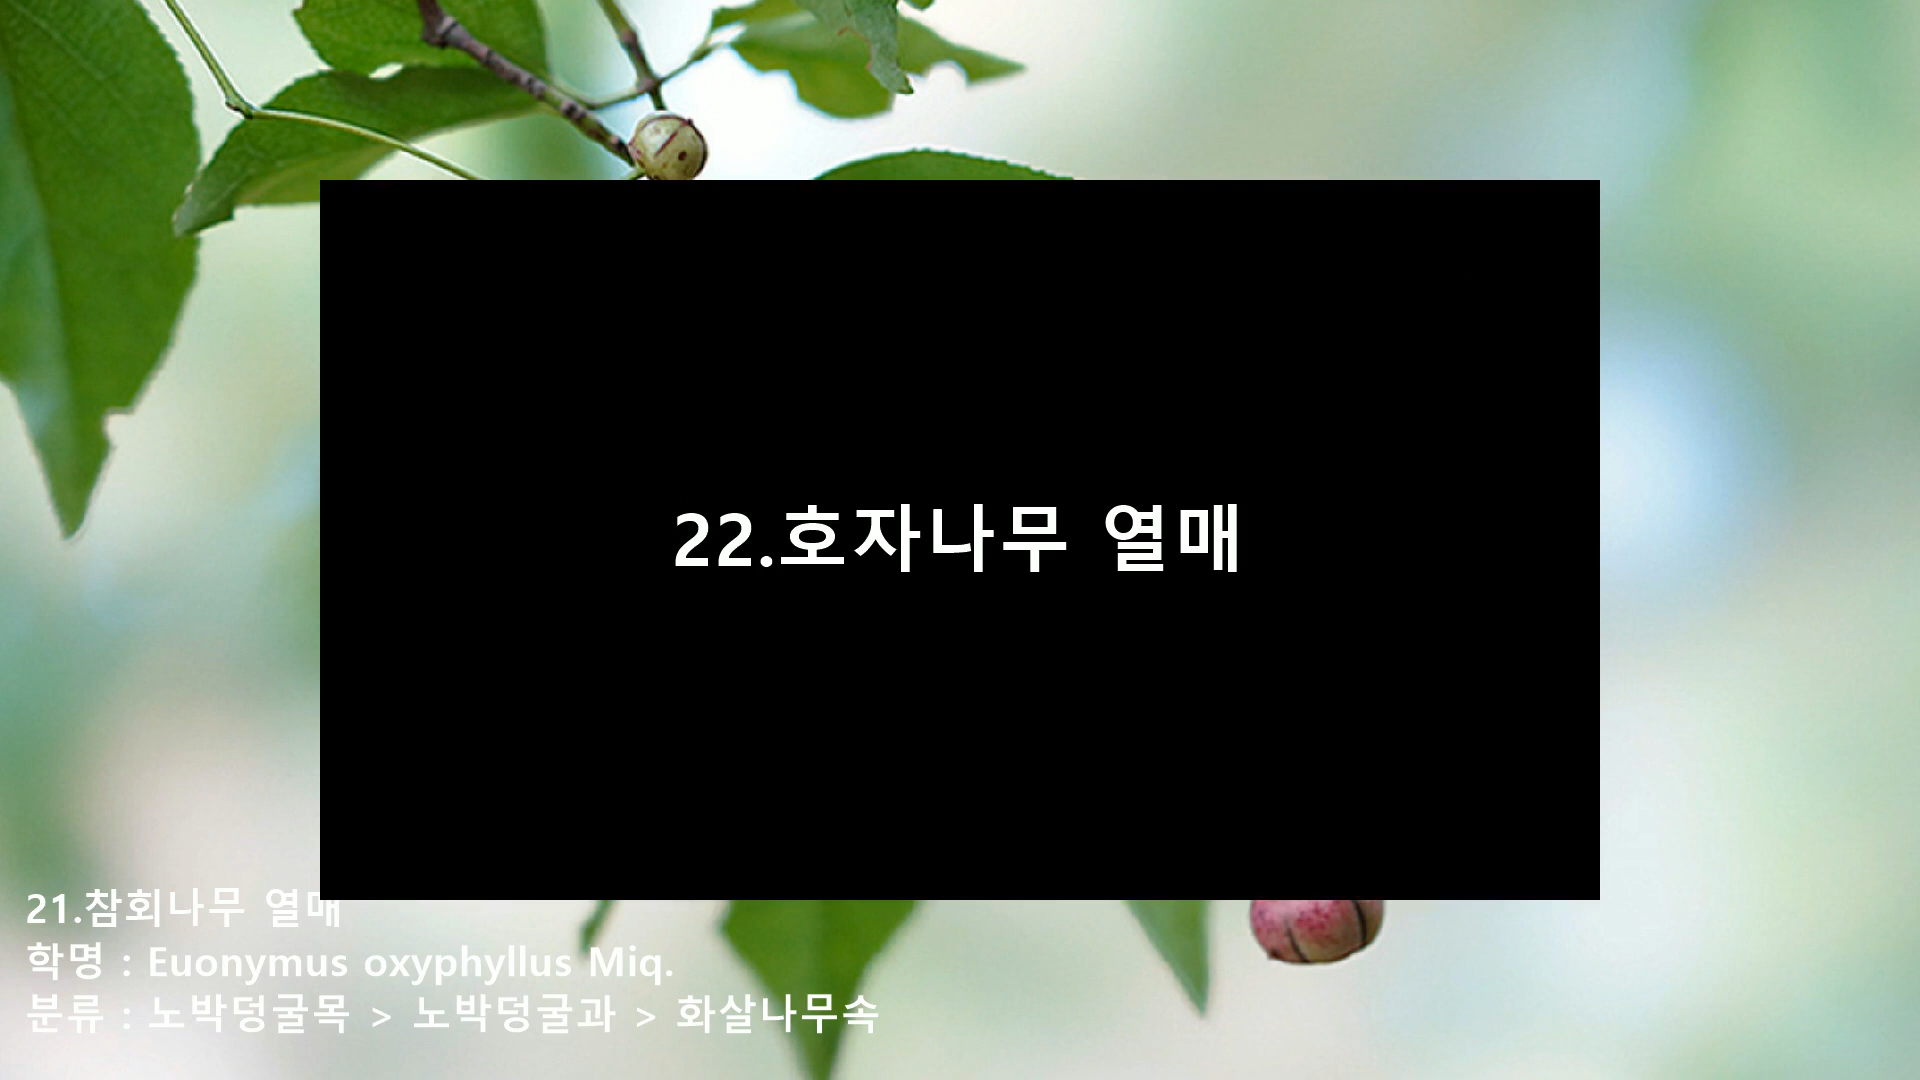 22.호자나무 열매
21.참회나무 열매
학명 : Euonymus oxyphyllus Miq.
분류 : 노박덩굴목 > 노박덩굴과 > 화살나무속